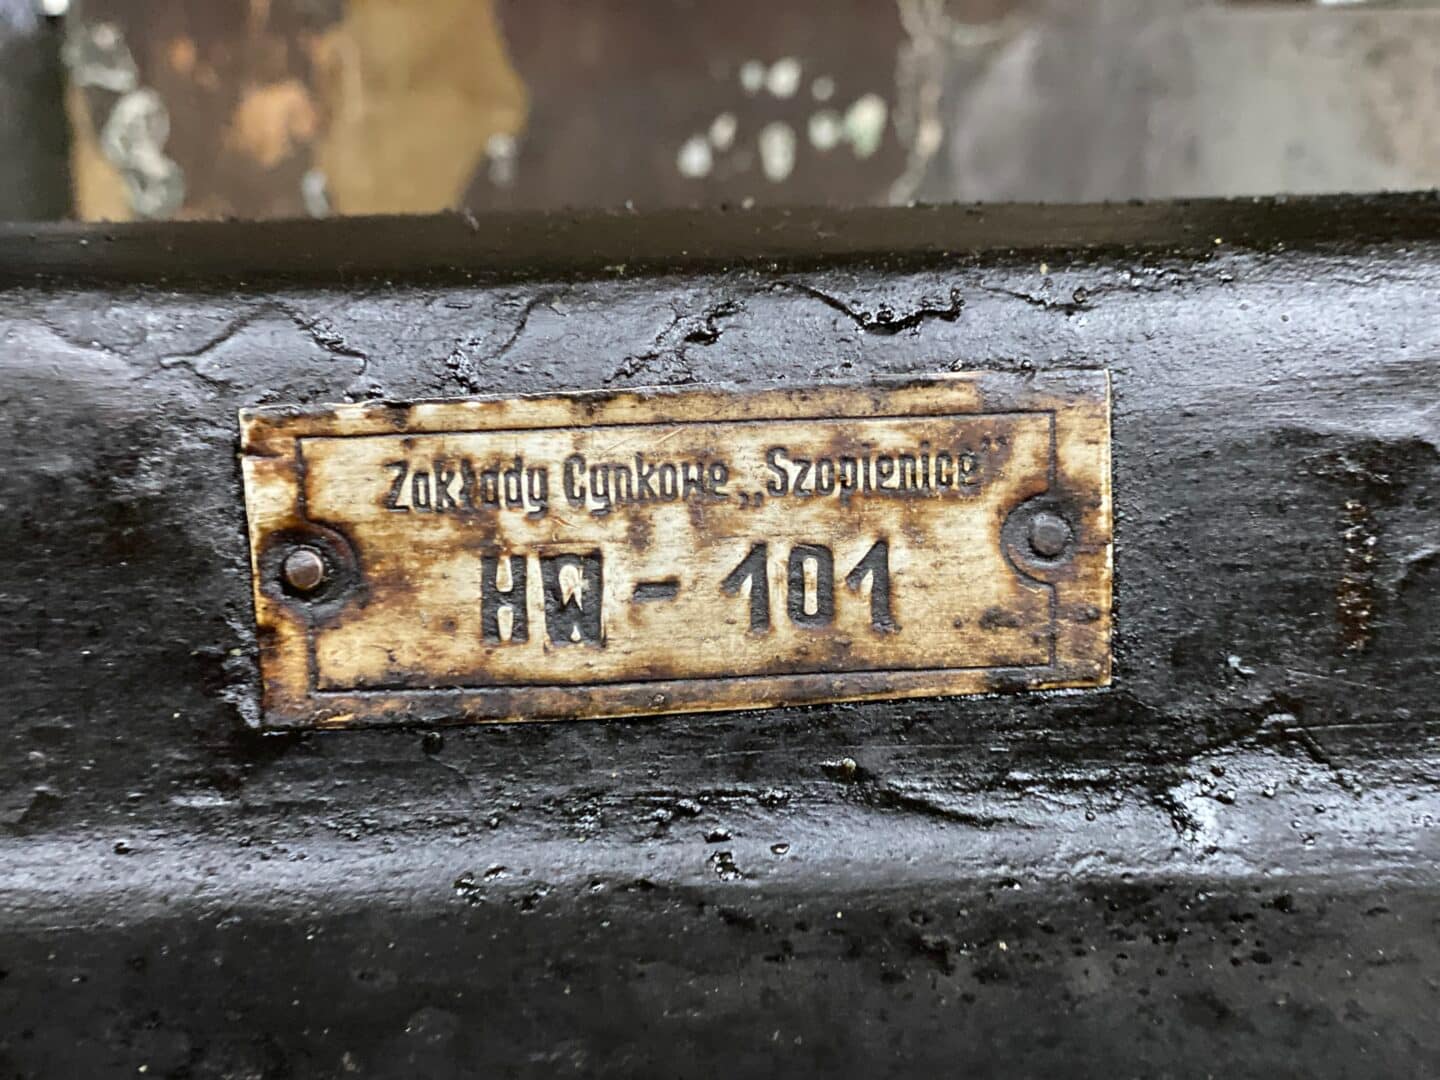 Zakłady Cynkowe „Szopienice”
HW - 101